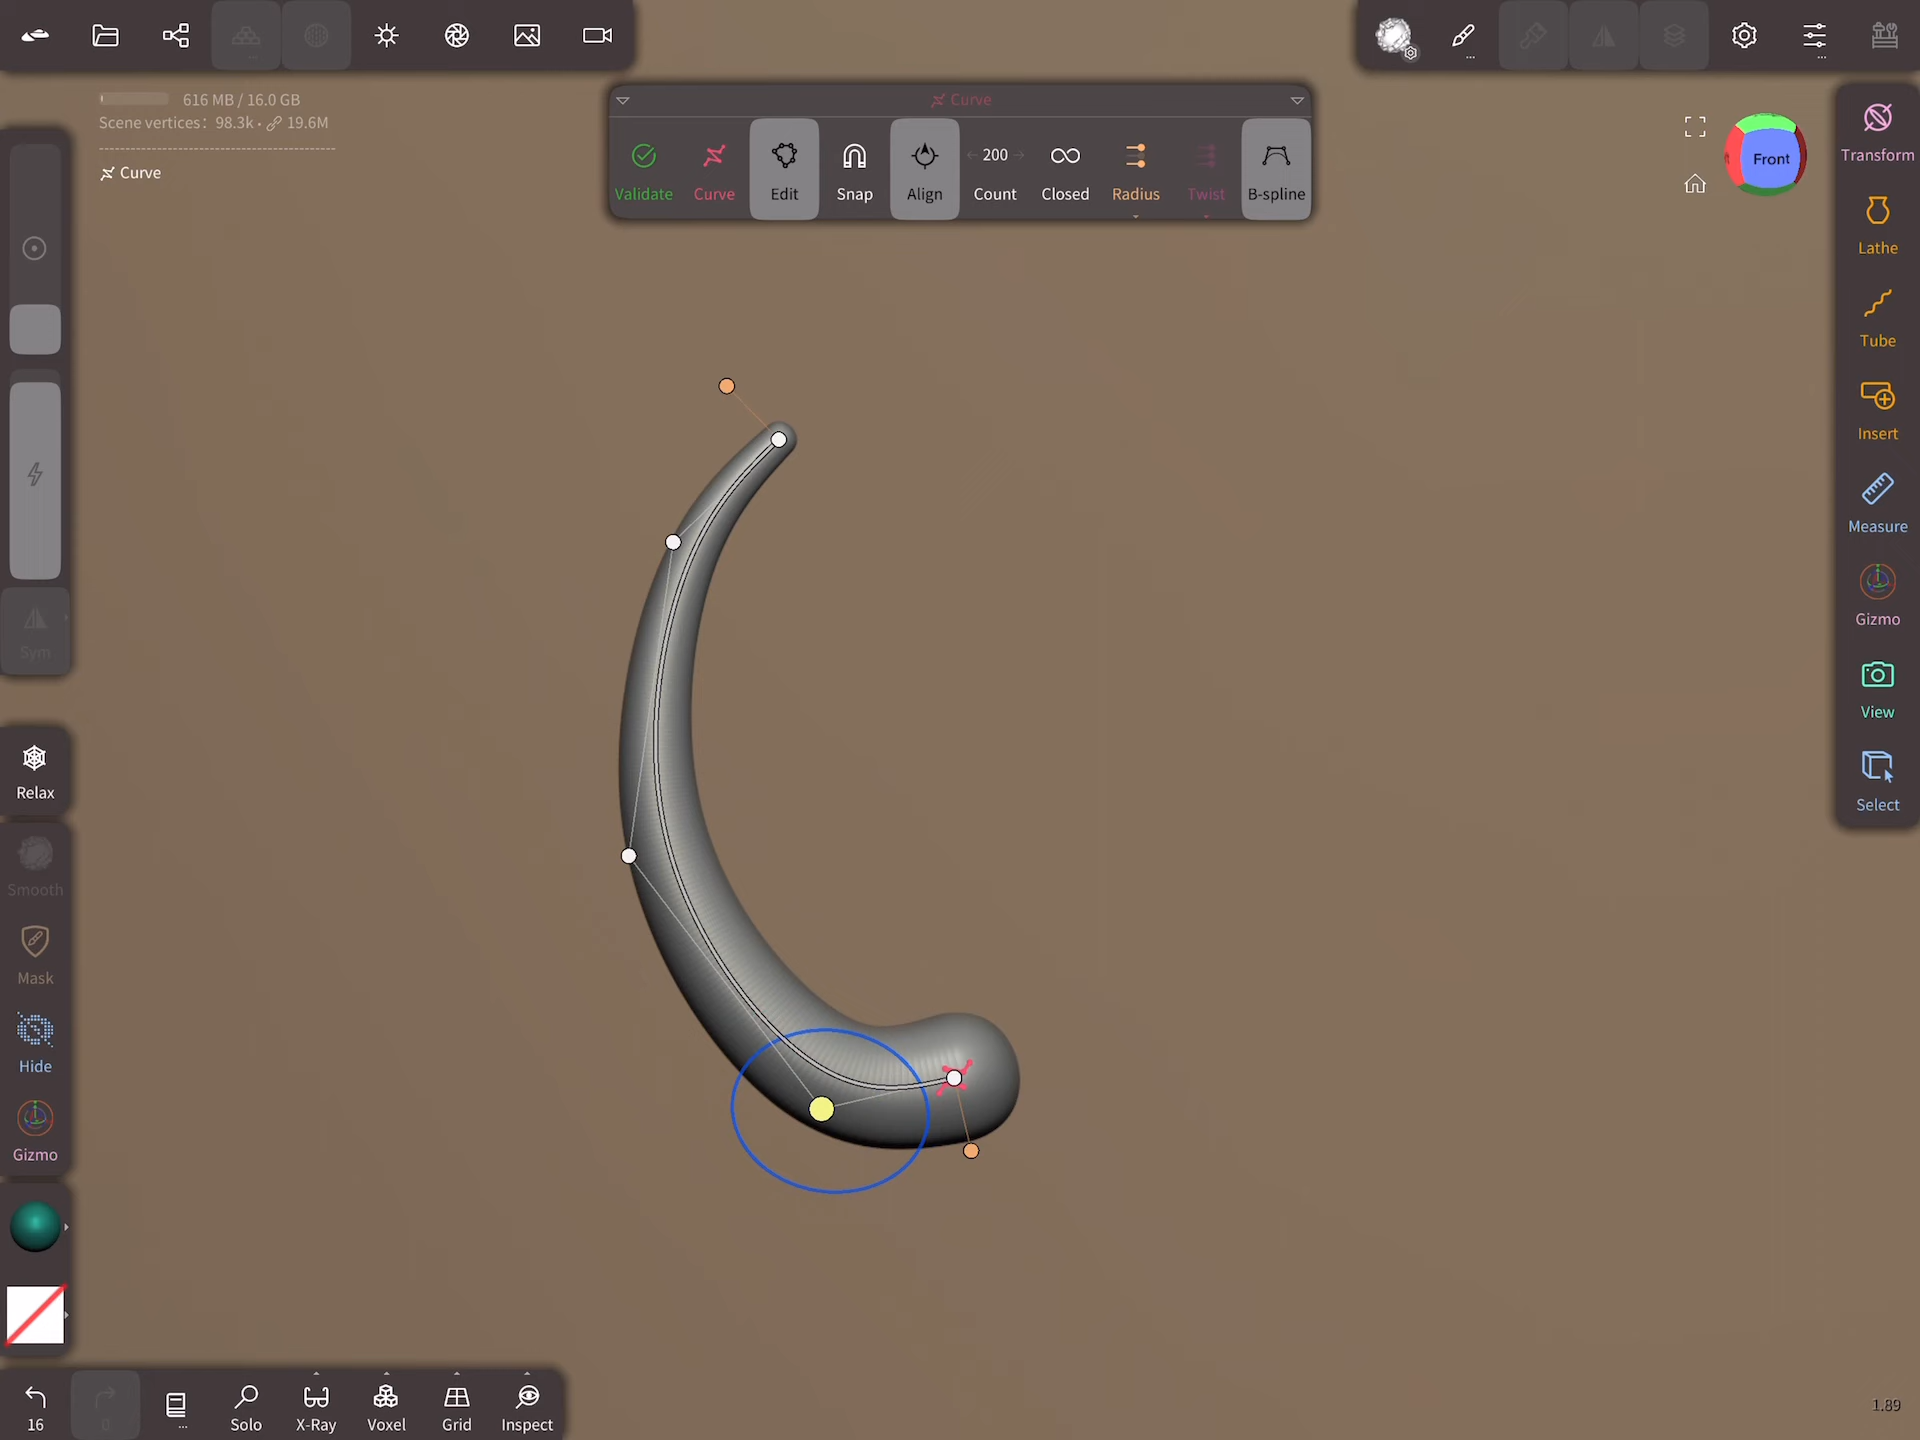 616 MB / 16.0 GB
Scene vertices: 98.3k • 19.6M
Curve
Curve
Validate
Curve
Edit
Snap
Align
200
Count
Closed
Radius
Twist
B-spline
Front
Transform
Lathe
Tube
Insert
Measure
Gizmo
View
Select
Sym
Relax
Smooth
Mask
Hide
Gizmo
16
0
...
Solo
X-Ray
Voxel
Grid
Inspect
1.89